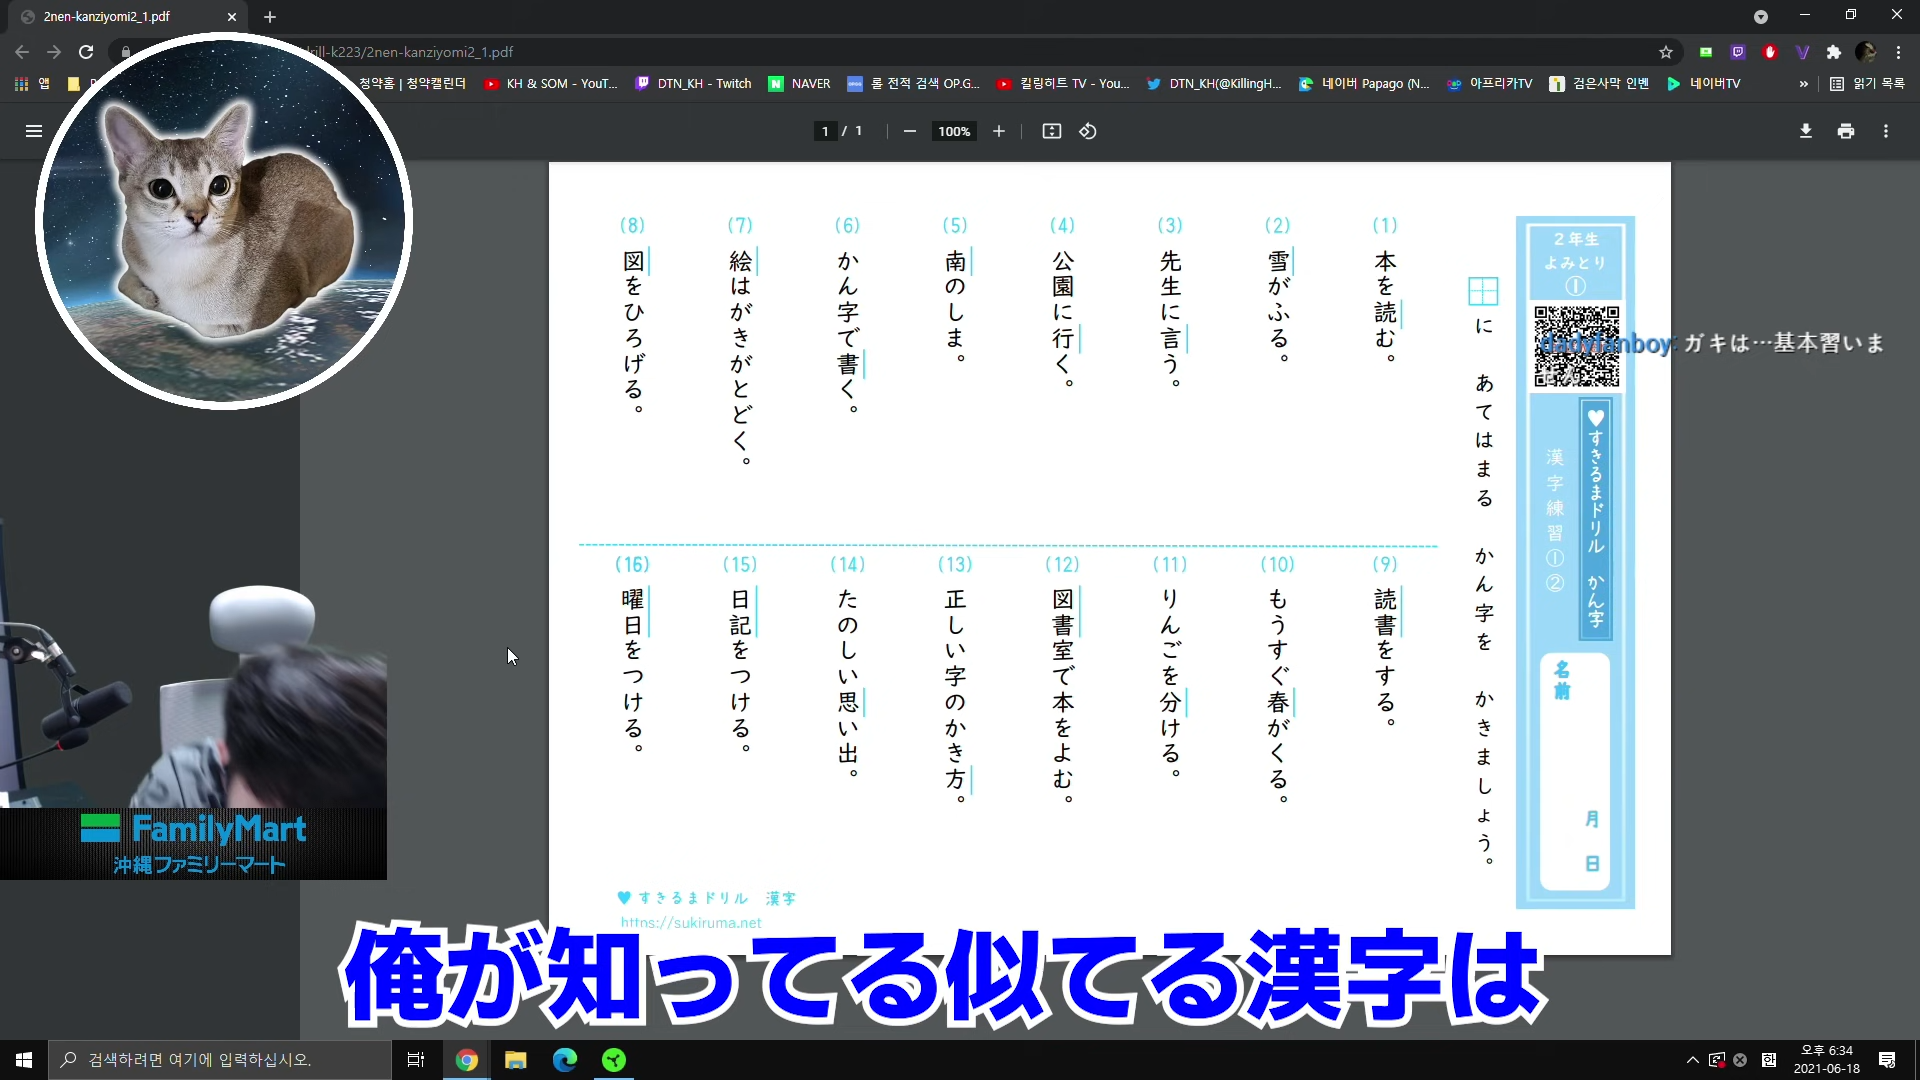 2nen-kanziyomi2_1.pdf
rill-k223/2nen-kanziyomi2_1.pdf
앱
청약홈 | 청약캘린더
KH & SOM - YouT...
DTN_KH - Twitch
NAVER
롤 전적 검색 OP.G...
킬링히트 TV - You...
DTN_KH(@KillingH...
네이버 Papago (N...
아프리카TV
검은사막 인벤
네이버TV
»
읽기 목록
1 / 1
100%
2年生
よみとり
①
♥すきるまドリル かん字
漢字練習①②
名前
月
日
dadyfanboy: ガキは…基本習いま
せん
に あてはまる かん字を かきましょう。
(1)
本を読む。
(2)
雪がふる。
(3)
先生に言う。
(4)
公園に行く。
(5)
南のしま。
(6)
かん字で書く。
(7)
絵はがきがとどく。
(8)
図をひろげる。
(9)
読書をする。
(10)
もうすぐ春がくる。
(11)
りんごを分ける。
(12)
図書室で本をよむ。
(13)
正しい字のかき方。
(14)
たのしい思い出。
(15)
日記をつける。
(16)
曜日をつける。
♥ すきるまドリル 漢字
https://sukiruma.net
FamilyMart
沖縄ファミリーマート
俺が知ってる似てる漢字は
검색하려면 여기에 입력하십시오.
한
오후 6:34
2021-06-18